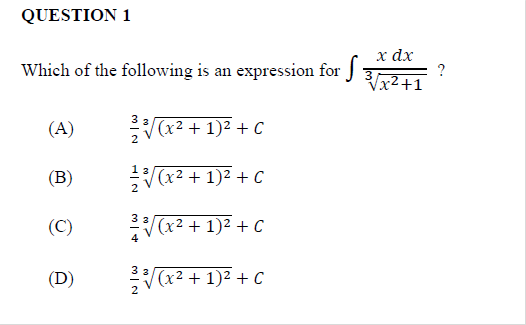 QUESTION 1
Which of the following is an expression for ∫ x dx / ∛(x²+1) ?
(A) 3/2 ∛((x² + 1)²) + C
(B) 1/2 ∛((x² + 1)²) + C
(C) 3/4 ∛((x² + 1)²) + C
(D) 3/2 ∛((x² + 1)²) + C